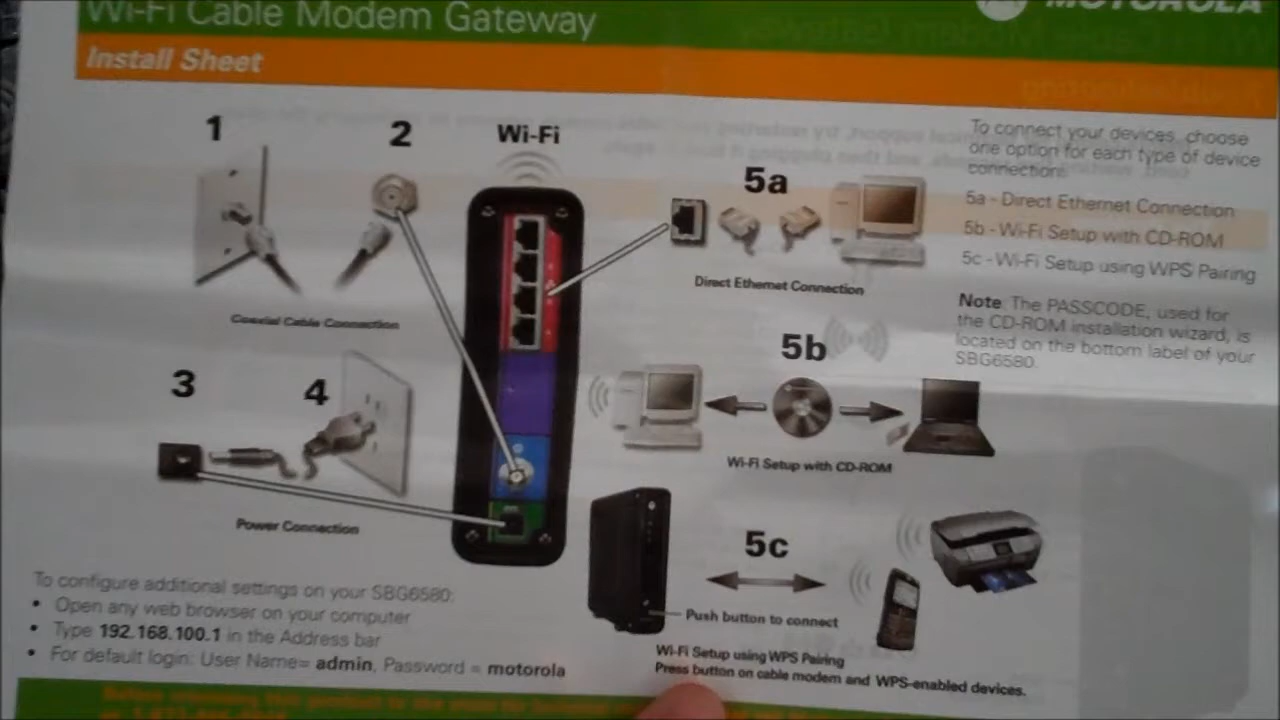 Wi-Fi Cable Modem Gateway
MOTOROLA
Install Sheet
1
2
Wi-Fi
5a
Coaxial Cable Connection
Direct Ethernet Connection
To connect your devices, choose
one option for each type of device
connection:
5a - Direct Ethernet Connection
5b - Wi-Fi Setup with CD-ROM
5c - Wi-Fi Setup using WPS Pairing
Note: The PASSCODE, used for
the CD-ROM installation wizard, is
located on the bottom label of your
SBG6580.
3
4
5b
Wi-Fi Setup with CD-ROM
Power Connection
5c
Push button to connect
Wi-Fi Setup using WPS Pairing
Press button on cable modem and WPS-enabled devices.
To configure additional settings on your SBG6580:
• Open any web browser on your computer
• Type 192.168.100.1 in the Address bar
• For default login: User Name= admin, Password = motorola